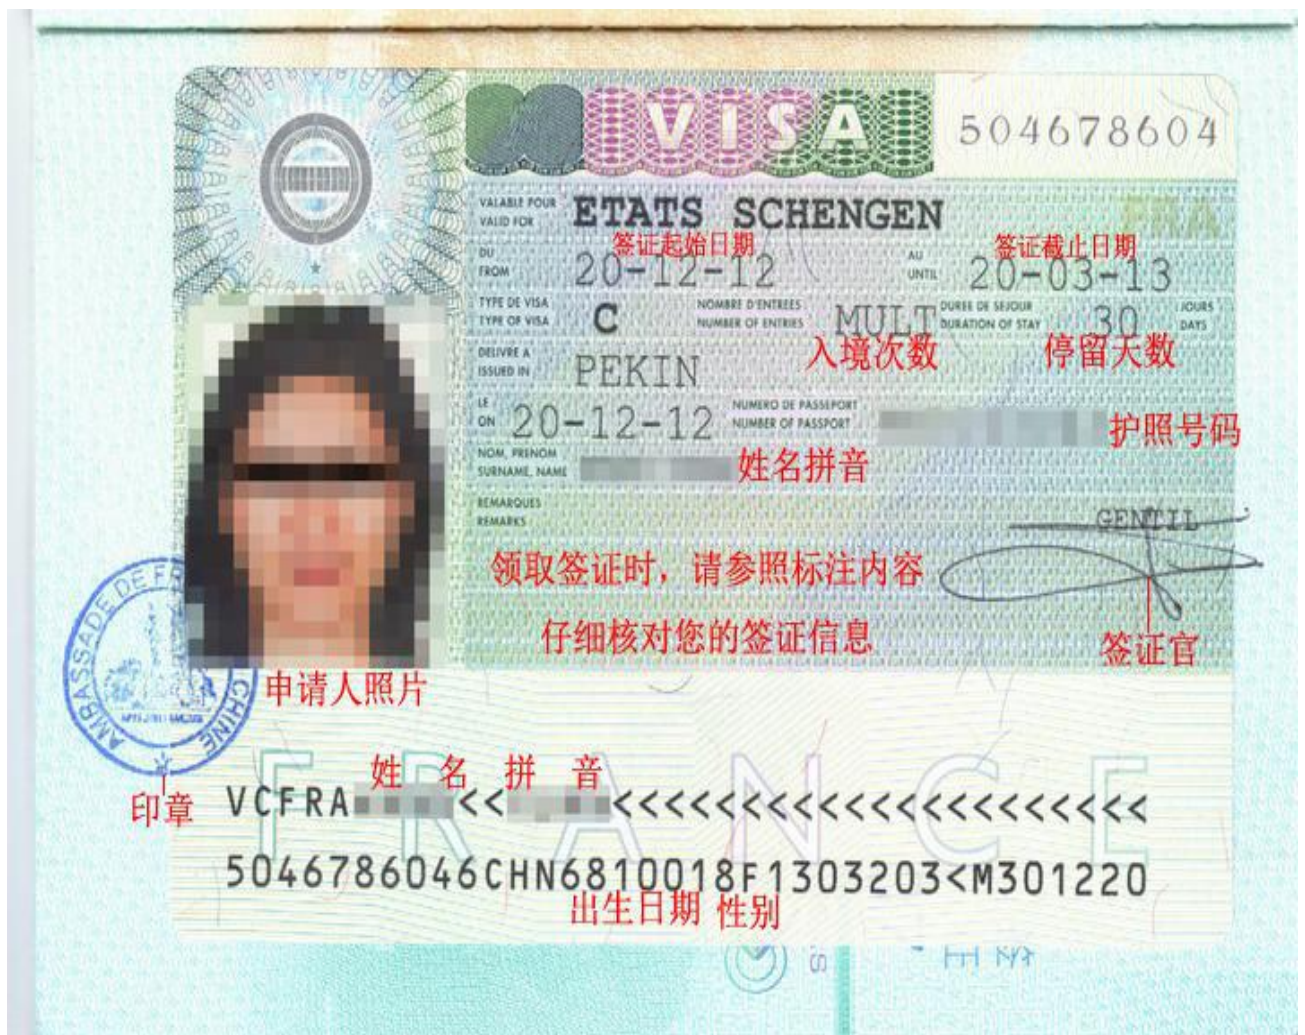 VISA 504678604
VALABLE POUR
VALID FOR
ETATS SCHENGEN
FRA
签证起始日期
签证截止日期
DU
FROM
20-12-12
AU
UNTIL
20-03-13
TYPE DE VISA
TYPE OF VISA
C
NOMBRE D'ENTREES
NUMBER OF ENTRIES
MULT
DUREE DE SEJOUR
DURATION OF STAY
30
JOURS
DAYS
入境次数
停留天数
DELIVRE A
ISSUED IN
PEKIN
LE
ON
20-12-12
NUMERO DE PASSEPORT
NUMBER OF PASSPORT
护照号码
NOM, PRENOM
SURNAME, NAME
姓名拼音
REMARQUES
REMARKS
GENTIL
领取签证时，请参照标注内容
仔细核对您的签证信息
签证官
AMBASSADE DE FR
CHINE
申请人照片
FRANCE
姓 名 拼 音
印章
VCFRA
<<
<<<<<<<<<<<<<<<<<<<<<
5046786046CHN6810018F1303203<M301220
出生日期 性别